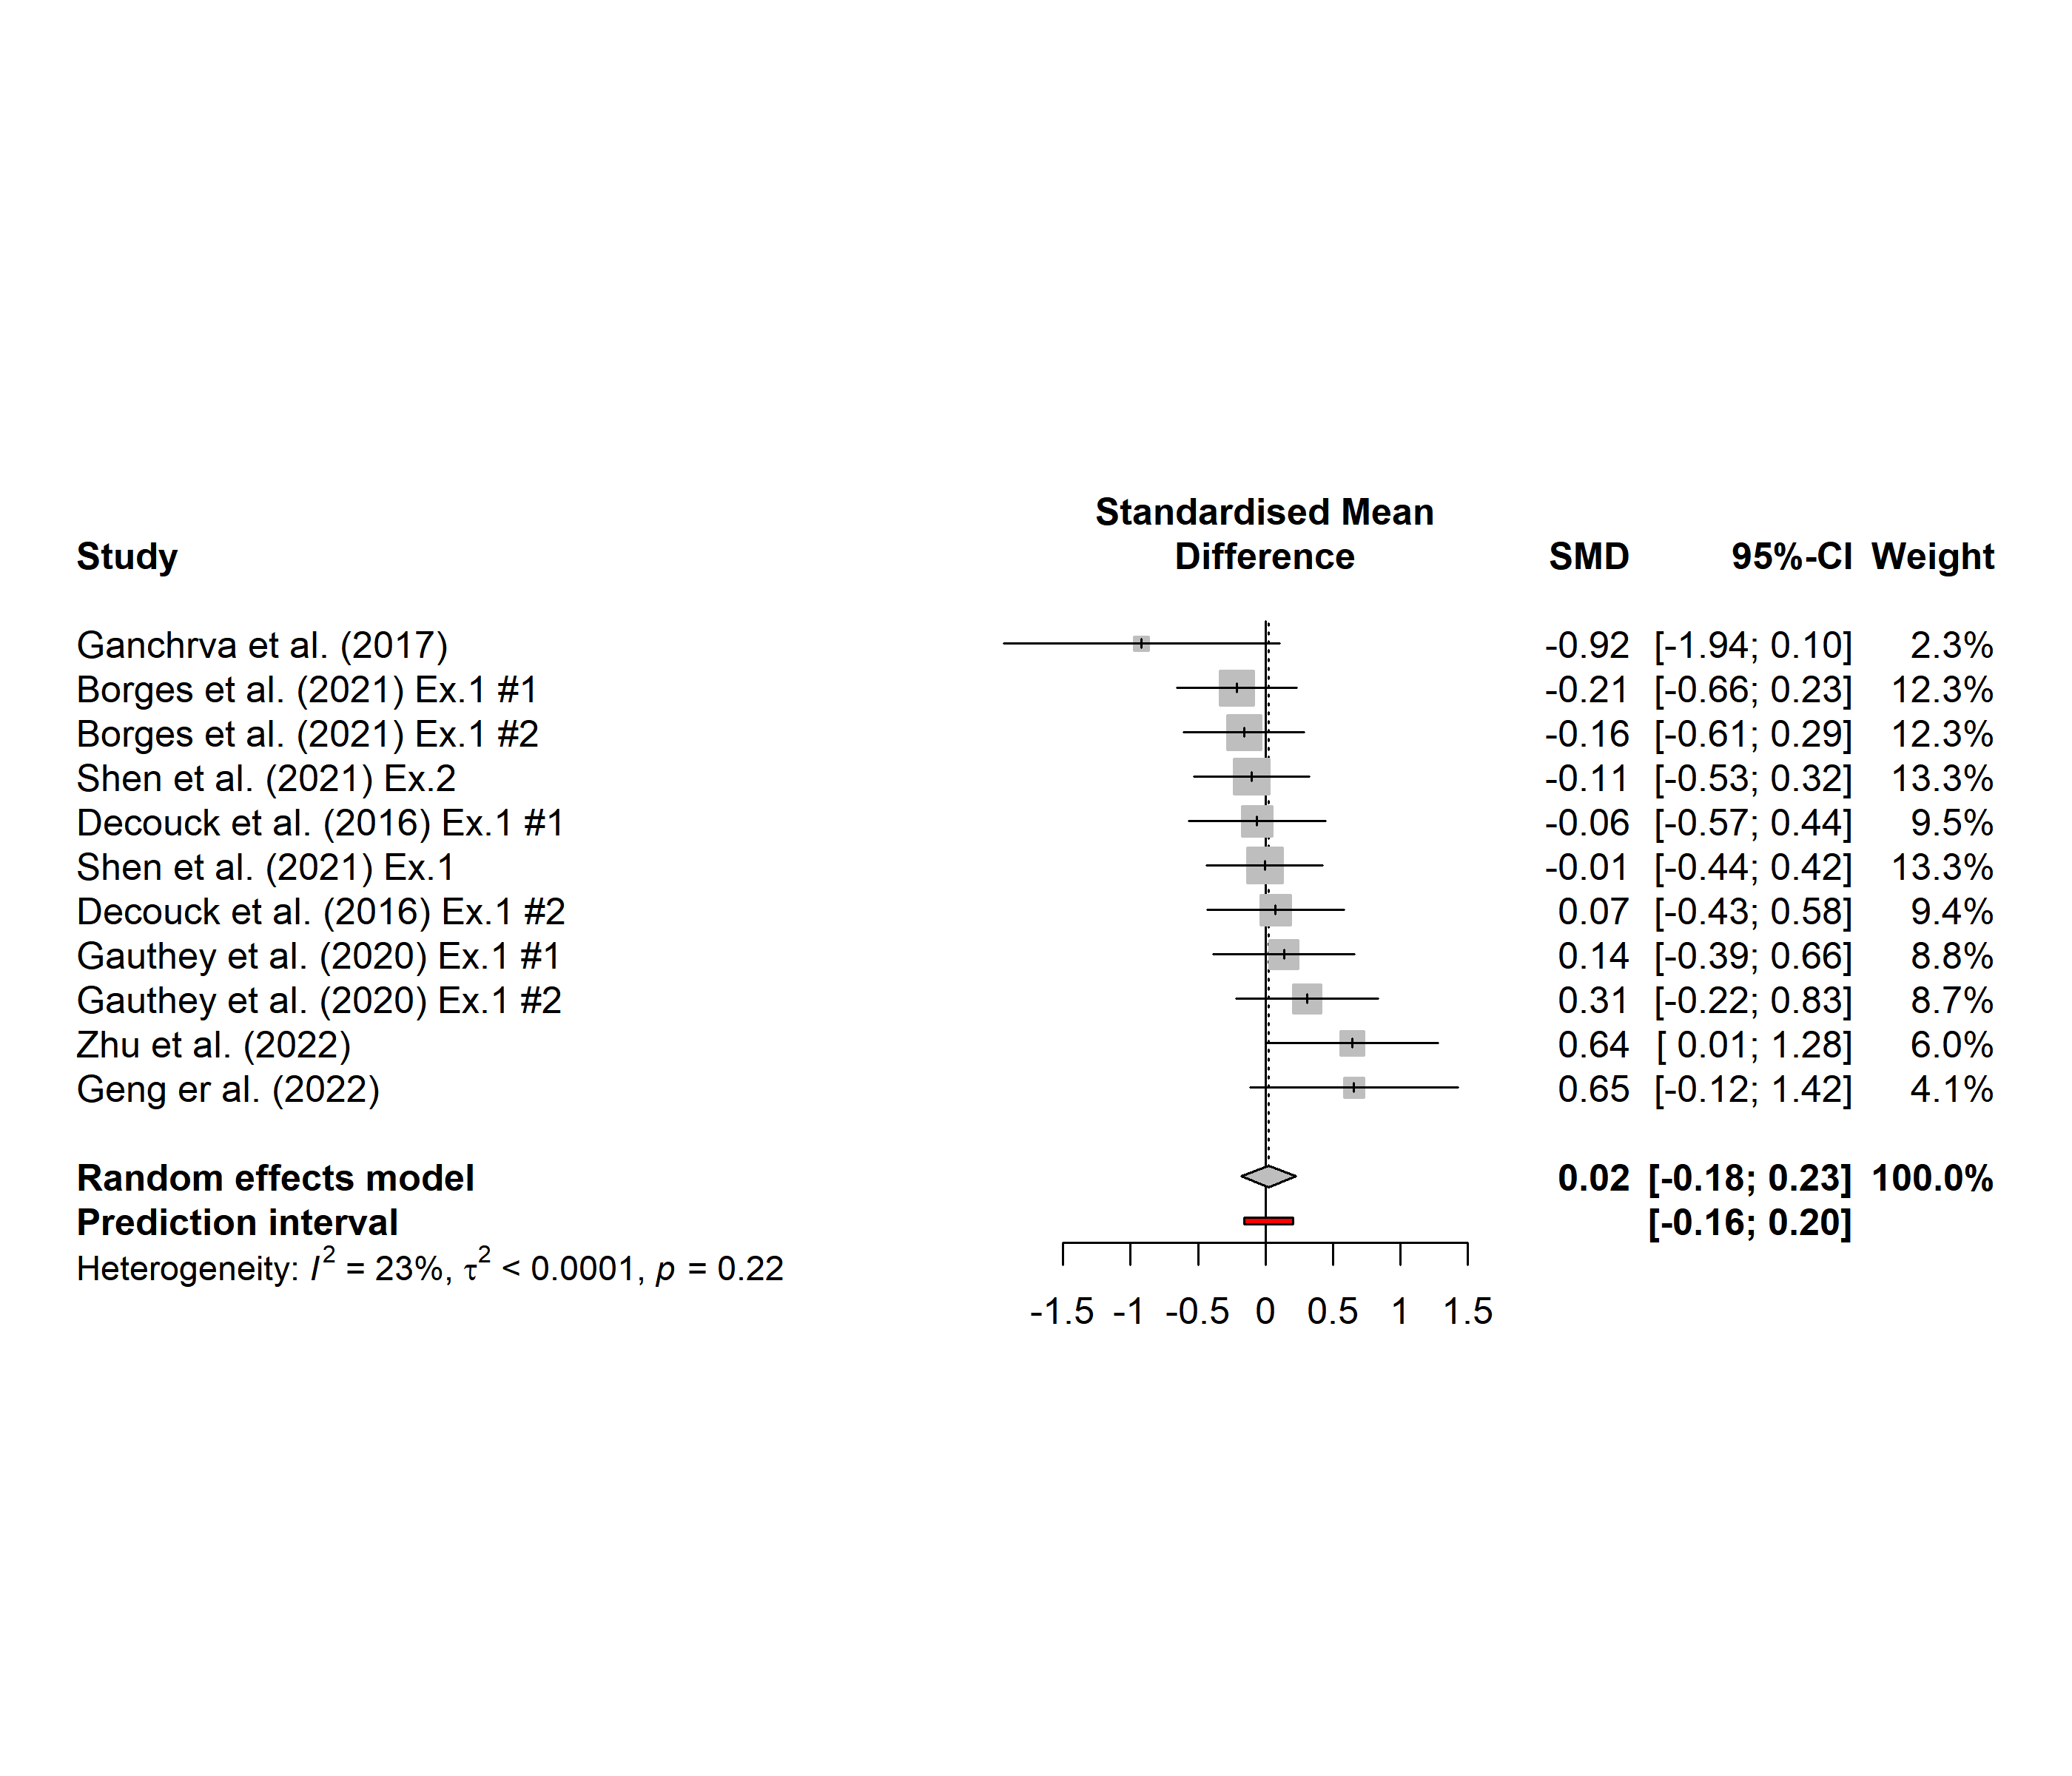 Standardised Mean
Study Difference SMD 95%-CI Weight
Ganchrva et al. (2017) -0.92 [-1.94; 0.10] 2.3%
Borges et al. (2021) Ex.1 #1 -0.21 [-0.66; 0.23] 12.3%
Borges et al. (2021) Ex.1 #2 -0.16 [-0.61; 0.29] 12.3%
Shen et al. (2021) Ex.2 -0.11 [-0.53; 0.32] 13.3%
Decouck et al. (2016) Ex.1 #1 -0.06 [-0.57; 0.44] 9.5%
Shen et al. (2021) Ex.1 -0.01 [-0.44; 0.42] 13.3%
Decouck et al. (2016) Ex.1 #2 0.07 [-0.43; 0.58] 9.4%
Gauthey et al. (2020) Ex.1 #1 0.14 [-0.39; 0.66] 8.8%
Gauthey et al. (2020) Ex.1 #2 0.31 [-0.22; 0.83] 8.7%
Zhu et al. (2022) 0.64 [ 0.01; 1.28] 6.0%
Geng er al. (2022) 0.65 [-0.12; 1.42] 4.1%
Random effects model 0.02 [-0.18; 0.23] 100.0%
Prediction interval [-0.16; 0.20]
Heterogeneity: I² = 23%, τ² < 0.0001, p = 0.22
-1.5 -1 -0.5 0 0.5 1 1.5